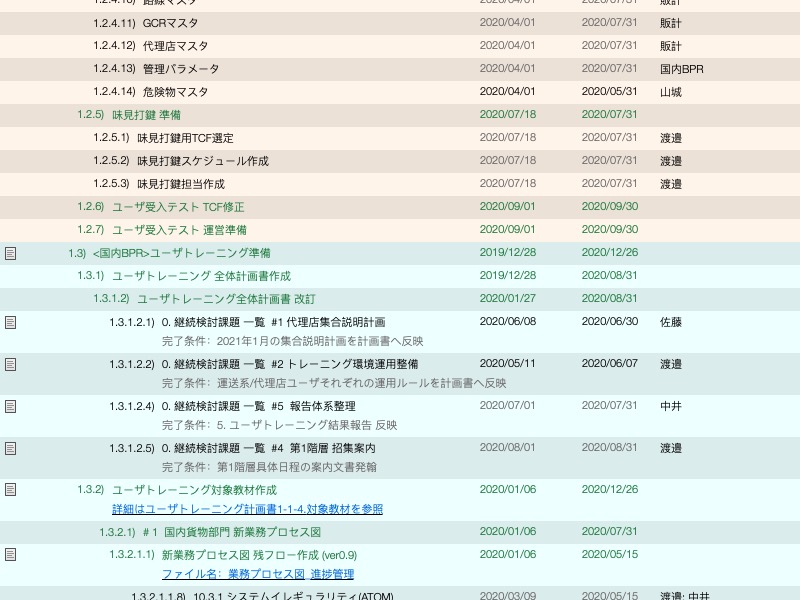 1.2.4.10) 路線マスタ 2020/04/01 2020/07/31 販計
1.2.4.11) GCRマスタ 2020/04/01 2020/07/31 販計
1.2.4.12) 代理店マスタ 2020/04/01 2020/07/31 販計
1.2.4.13) 管理パラメータ 2020/04/01 2020/07/31 国内BPR
1.2.4.14) 危険物マスタ 2020/04/01 2020/05/31 山城
1.2.5) 味見打鍵 準備 2020/07/18 2020/07/31
1.2.5.1) 味見打鍵用TCF選定 2020/07/18 2020/07/31 渡邉
1.2.5.2) 味見打鍵スケジュール作成 2020/07/18 2020/07/31 渡邉
1.2.5.3) 味見打鍵担当作成 2020/07/18 2020/07/31 渡邉
1.2.6) ユーザ受入テスト TCF修正 2020/09/01 2020/09/30
1.2.7) ユーザ受入テスト 運営準備 2020/09/01 2020/09/30
1.3) <国内BPR>ユーザトレーニング準備 2019/12/28 2020/12/26
1.3.1) ユーザトレーニング 全体計画書作成 2019/12/28 2020/08/31
1.3.1.2) ユーザトレーニング全体計画書 改訂 2020/01/27 2020/08/31
1.3.1.2.1) 0. 継続検討課題 一覧 #1 代理店集合説明計画 2020/06/08 2020/06/30 佐藤
完了条件: 2021年1月の集合説明計画を計画書へ反映
1.3.1.2.2) 0. 継続検討課題 一覧 #2 トレーニング環境運用整備 2020/05/11 2020/06/07 渡邉
完了条件: 運送系/代理店ユーザそれぞれの運用ルールを計画書へ反映
1.3.1.2.4) 0. 継続検討課題 一覧 #5 報告体系整理 2020/07/01 2020/07/31 中井
完了条件: 5. ユーザトレーニング結果報告 反映
1.3.1.2.5) 0. 継続検討課題 一覧 #4 第1階層 招集案内 2020/08/01 2020/08/31 渡邉
完了条件: 第1階層具体日程の案内文書発翰
1.3.2) ユーザトレーニング対象教材作成 2020/01/06 2020/12/26
詳細はユーザトレーニング計画書1-1-4.対象教材を参照
1.3.2.1) # 1 国内貨物部門 新業務プロセス図 2020/01/06 2020/07/31
1.3.2.1.1) 新業務プロセス図 残フロー作成 (ver0.9) 2020/01/06 2020/05/15
ファイル名: 業務プロセス図_進捗管理
1.3.2.1.1.8) 10.3.1 システムイレギュラリティ(ATOM) 2020/03/09 2020/05/15 渡邉; 中井